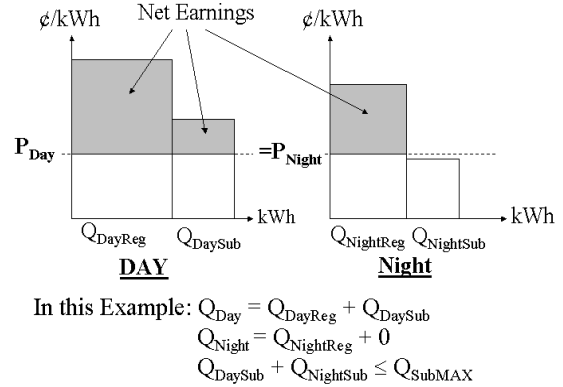 Net Earnings
¢/kWh ¢/kWh
P_Day =P_Night
kWh kWh
Q_DayReg Q_DaySub Q_NightReg Q_NightSub
DAY Night
In this Example: Q_Day = Q_DayReg + Q_DaySub
Q_Night = Q_NightReg + 0
Q_DaySub + Q_NightSub ≤ Q_SubMAX